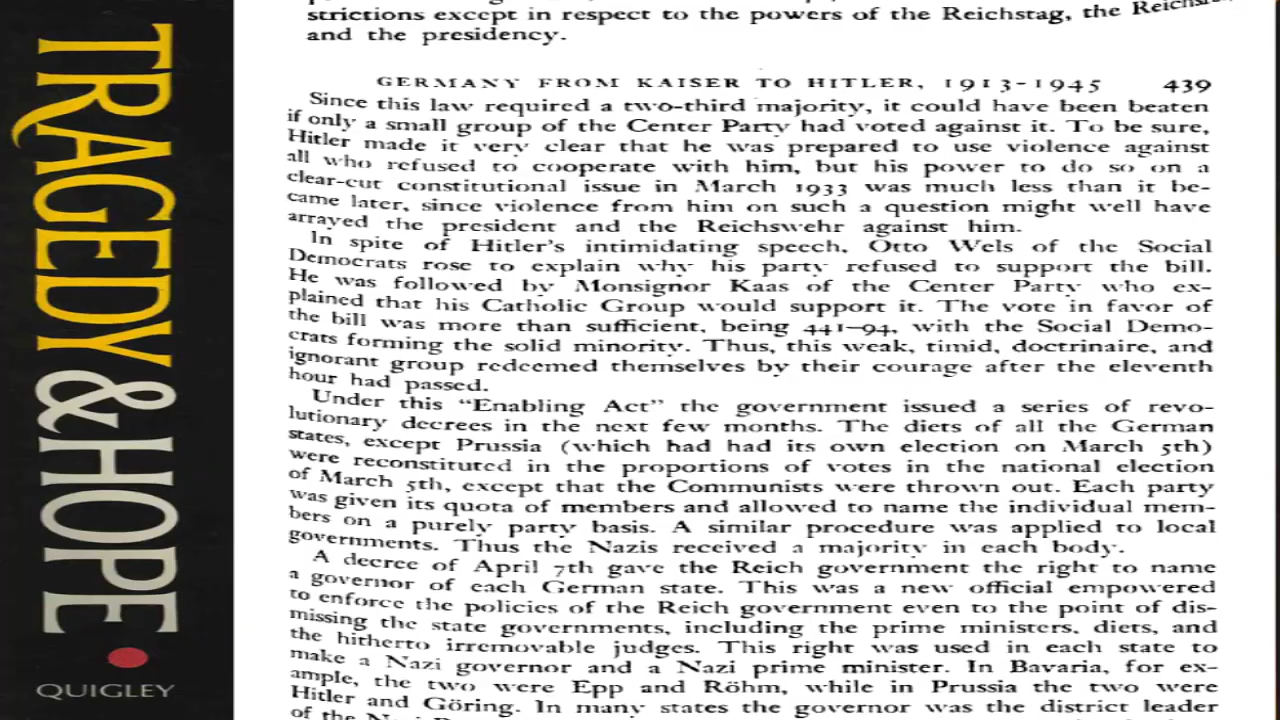 TRAGEDY & HOPE
QUIGLEY
strictions except in respect to the powers of the Reichstag, the
and the presidency.
GERMANY FROM KAISER TO HITLER, 1913-1945 439
Since this law required a two-third majority, it could have been beaten
if only a small group of the Center Party had voted against it. To be sure,
Hitler made it very clear that he was prepared to use violence against
all who refused to cooperate with him, but his power to do so on a
clear-cut constitutional issue in March 1933 was much less than it be-
came later, since violence from him on such a question might well have
arrayed the president and the Reichswehr against him.
In spite of Hitler's intimidating speech, Otto Wels of the Social
Democrats rose to explain why his party refused to support the bill.
He was followed by Monsignor Kaas of the Center Party who ex-
plained that his Catholic Group would support it. The vote in favor of
the bill was more than sufficient, being 441–94, with the Social Demo-
crats forming the solid minority. Thus, this weak, timid, doctrinaire, and
ignorant group redeemed themselves by their courage after the eleventh
hour had passed.
Under this “Enabling Act” the government issued a series of revo-
lutionary decrees in the next few months. The diets of all the German
states, except Prussia (which had had its own election on March 5th)
were reconstituted in the proportions of votes in the national election
of March 5th, except that the Communists were thrown out. Each party
was given its quota of members and allowed to name the individual mem-
bers on a purely party basis. A similar procedure was applied to local
governments. Thus the Nazis received a majority in each body.
A decree of April 7th gave the Reich government the right to name
a governor of each German state. This was a new official empowered
to enforce the policies of the Reich government even to the point of dis-
missing the state governments, including the prime ministers, diets, and
the hitherto irremovable judges. This right was used in each state to
make a Nazi governor and a Nazi prime minister. In Bavaria, for ex-
ample, the two were Epp and Röhm, while in Prussia the two were
Hitler and Göring. In many states the governor was the district leader
of the